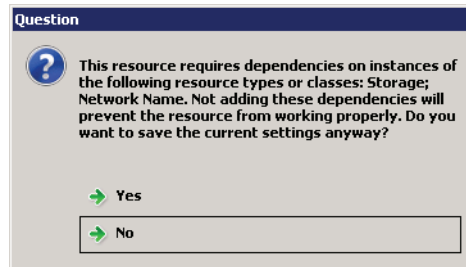 Question
This resource requires dependencies on instances of
the following resource types or classes: Storage;
Network Name. Not adding these dependencies will
prevent the resource from working properly. Do you
want to save the current settings anyway?
Yes
No